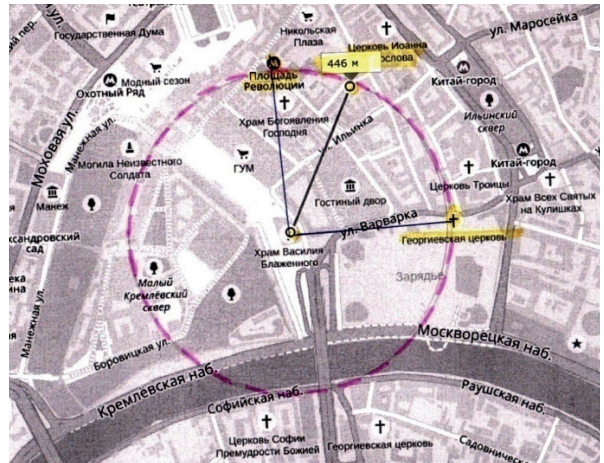 пер.
Государственная Дума
Никольская
Плаза
ул. Маросейка
Церковь Иоанна
446 м
Модный сезон
Площадь
Революции
Китай-город
Охотный Ряд
Ильинский
сквер
Моховая ул.
Манежная ул.
Храм Богоявления
Господня
ул. Ильинка
Могила Неизвестного
Солдата
ГУМ
Китай-город
Церковь Троицы
Манеж
Гостиный двор
Храм Всех Святых
на Кулишках
ул. Варварка
Георгиевская церковь
сад
Храм Василия
Блаженного
Зарядье
Малый
Кремлёвский
сквер
Манежная ул.
Боровицкая ул.
Москворецкая наб.
Кремлёвская наб.
Софийская наб.
Раушская наб.
Церковь Софии
Премудрости Божией
Георгиевская церковь